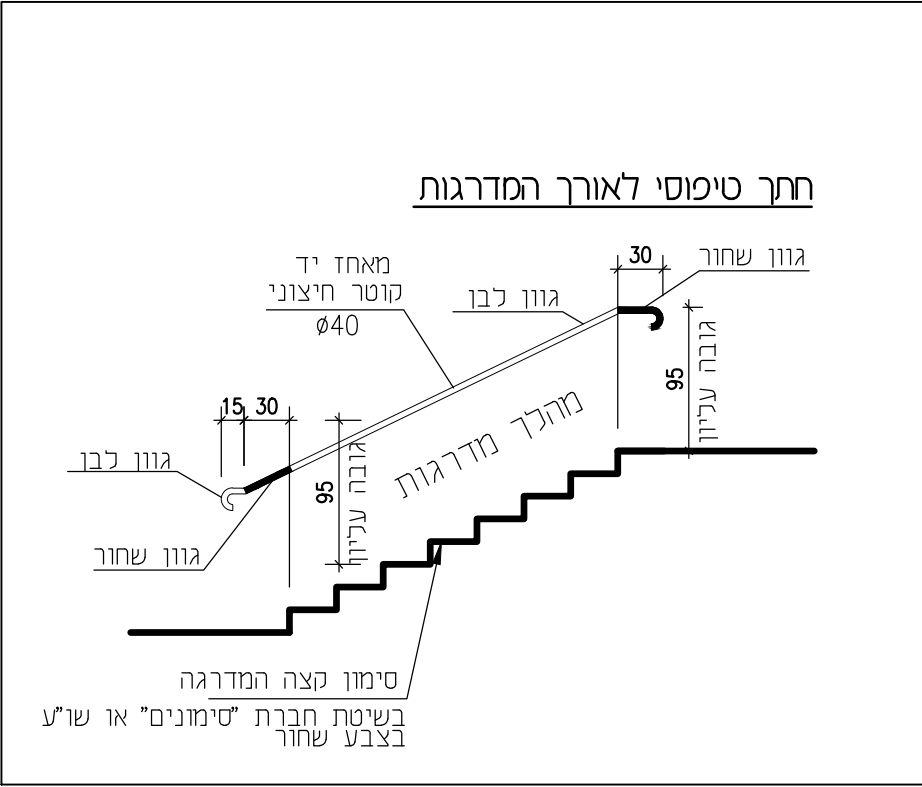 חתך טיפוסי לאורך המדרגות
30
גוון שחור
מאחז יד
קוטר חיצוני
ø40
גוון לבן
95
גובה עליון
מהלך מדרגות
15
30
גוון לבן
95
גובה עליון
גוון שחור
סימון קצה המדרגה
בשיטת חברת "סימונים" או שו"ע
בצבע שחור